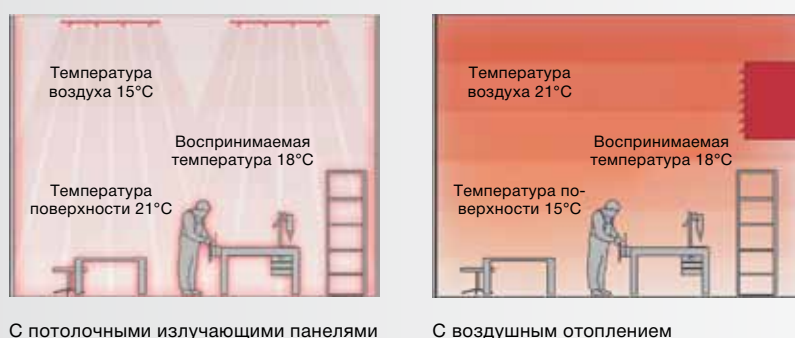 Температура
воздуха 15°C
Воспринимаемая
температура 18°C
Температура
поверхности 21°C
С потолочными излучающими панелями
Температура
воздуха 21°C
Воспринимаемая
температура 18°C
Температура по-
верхности 15°C
С воздушным отоплением